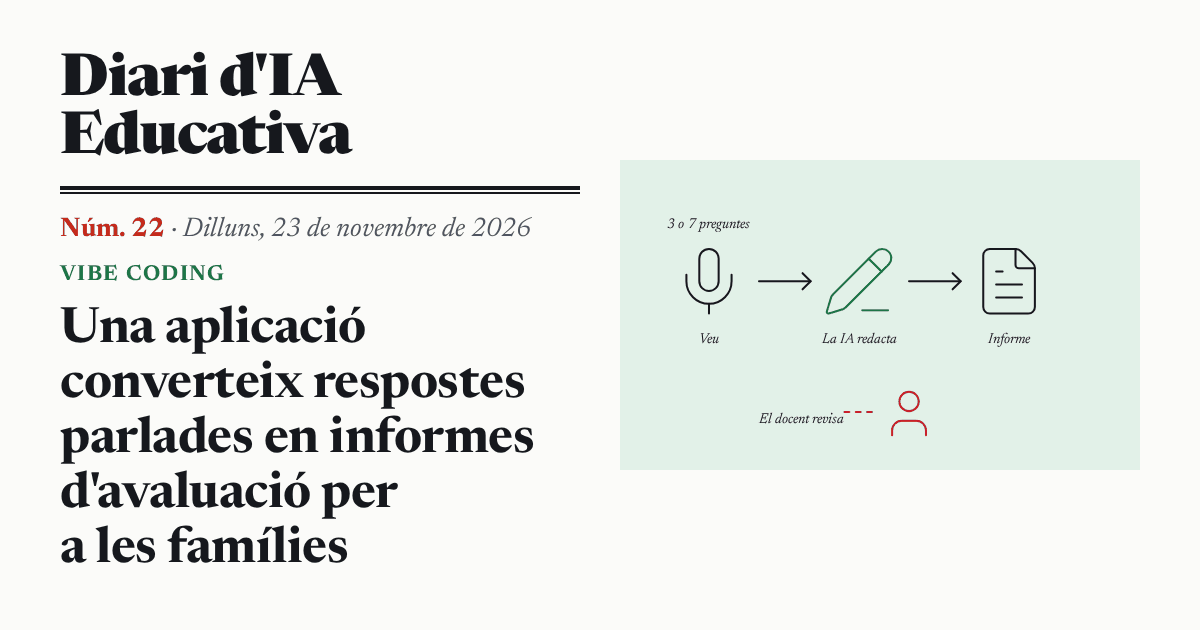 Diari d'IA
Educativa
Núm. 22 · Dilluns, 23 de novembre de 2026
VIBE CODING
Una aplicació
converteix respostes
parlades en informes
d'avaluació per
a les famílies
3 o 7 preguntes
Veu
La IA redacta
Informe
El docent revisa